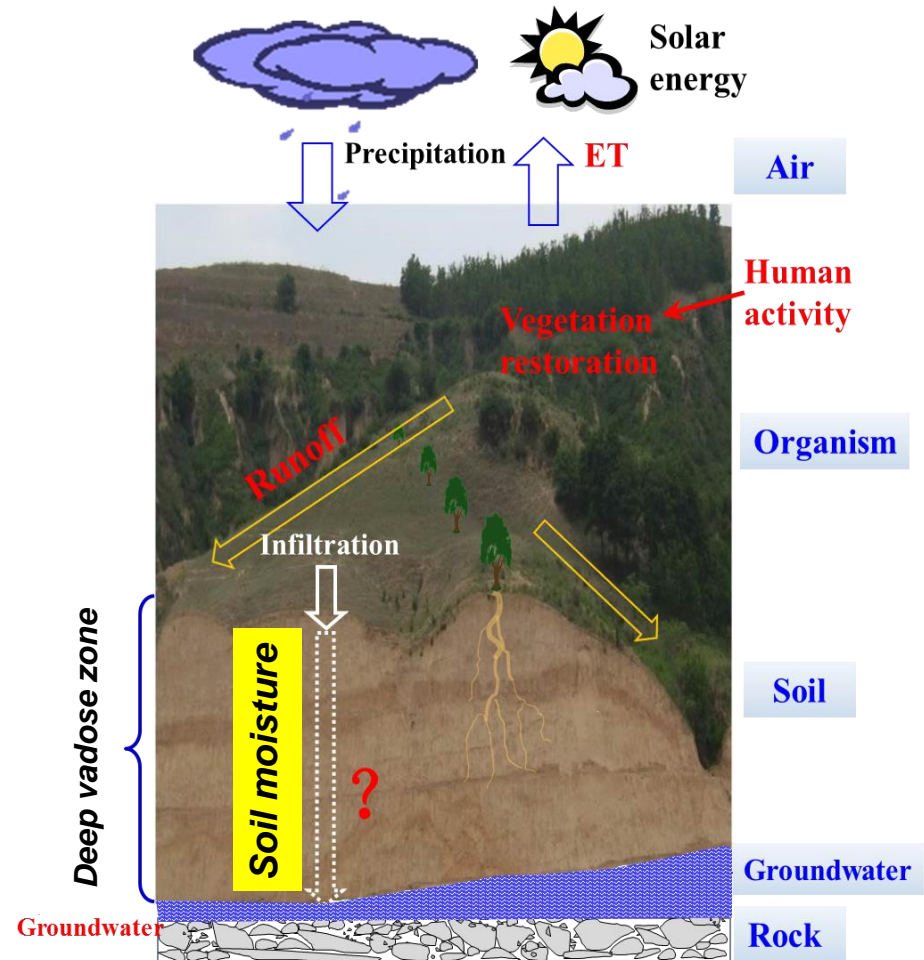 Solar
energy
Precipitation
ET
Air
Human
activity
Vegetation
restoration
Organism
Runoff
Infiltration
Deep vadose zone
Soil moisture
?
Soil
Groundwater
Groundwater
Rock